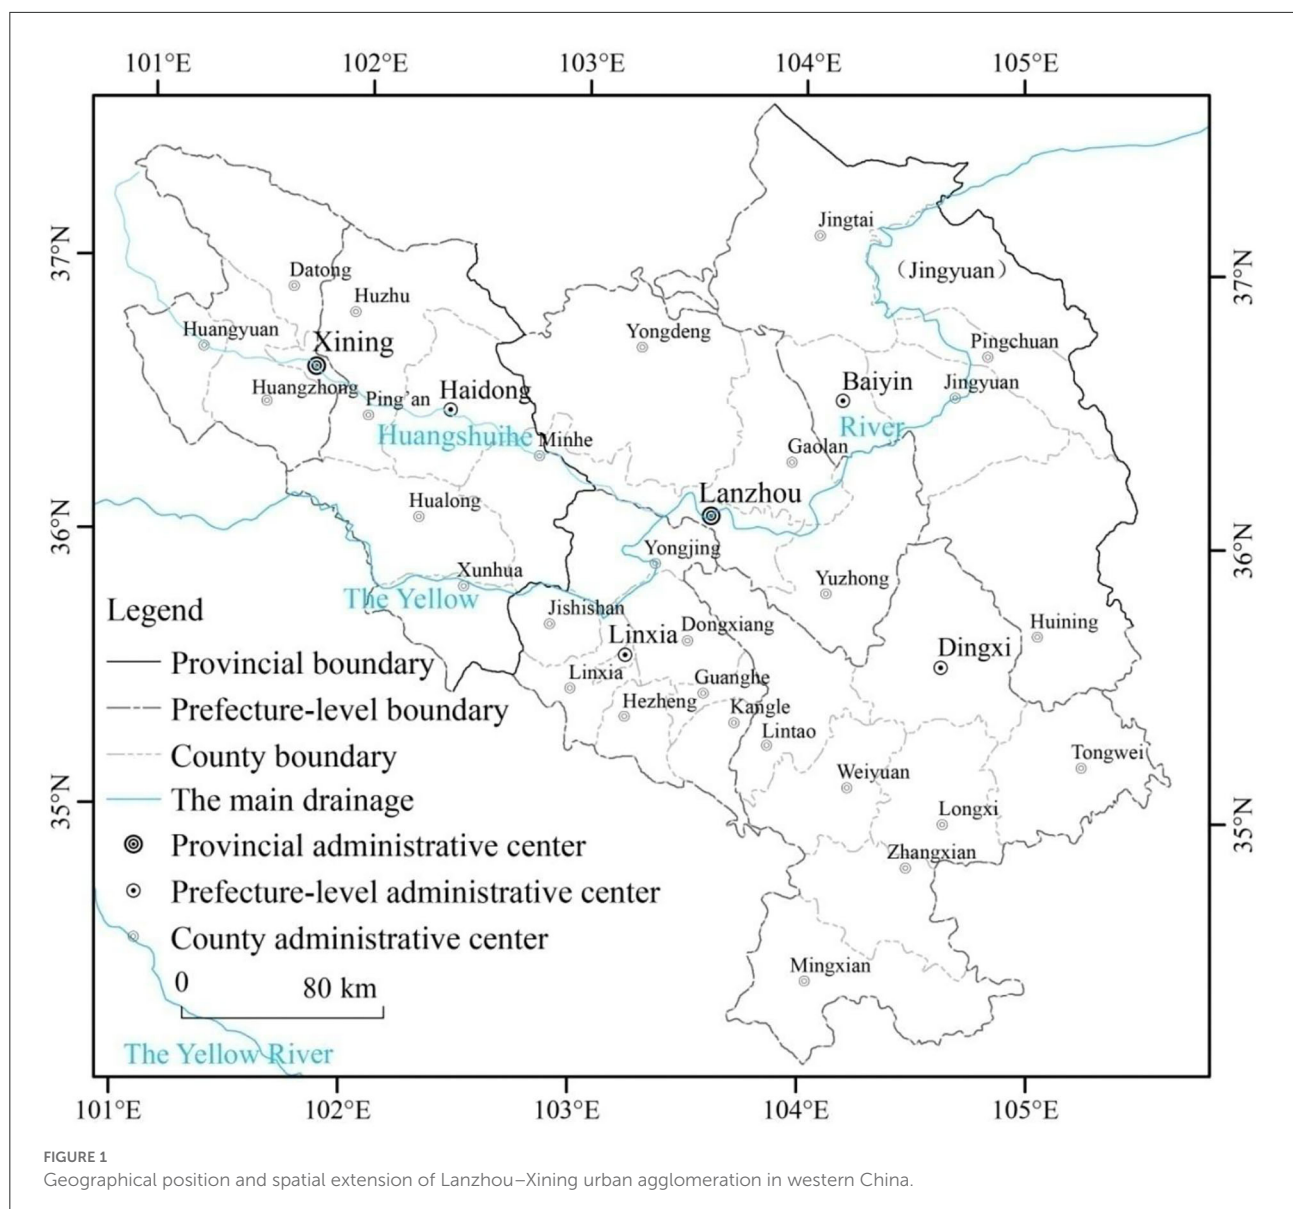 101°E 102°E 103°E 104°E 105°E
37°N
36°N
35°N
37°N
36°N
35°N
Jingtai
(Jingyuan)
Datong
Huzhu
Huangyuan
Xining
Yongdeng
Pingchuan
Huangzhong
Ping'an
Haidong
Baiyin
Jingyuan
Huangshuihe
Minhe
River
Gaolan
Hualong
Lanzhou
Yongjing
Xunhua
The Yellow
Yuzhong
Jishishan
Dongxiang
Linxia
Huining
Dingxi
Linxia
Guanghe
Hezheng
Kangle
Lintao
Tongwei
Weiyuan
Longxi
Zhangxian
Mingxian
Legend
Provincial boundary
Prefecture-level boundary
County boundary
The main drainage
Provincial administrative center
Prefecture-level administrative center
County administrative center
0 80 km
The Yellow River
101°E 102°E 103°E 104°E 105°E
FIGURE 1
Geographical position and spatial extension of Lanzhou–Xining urban agglomeration in western China.